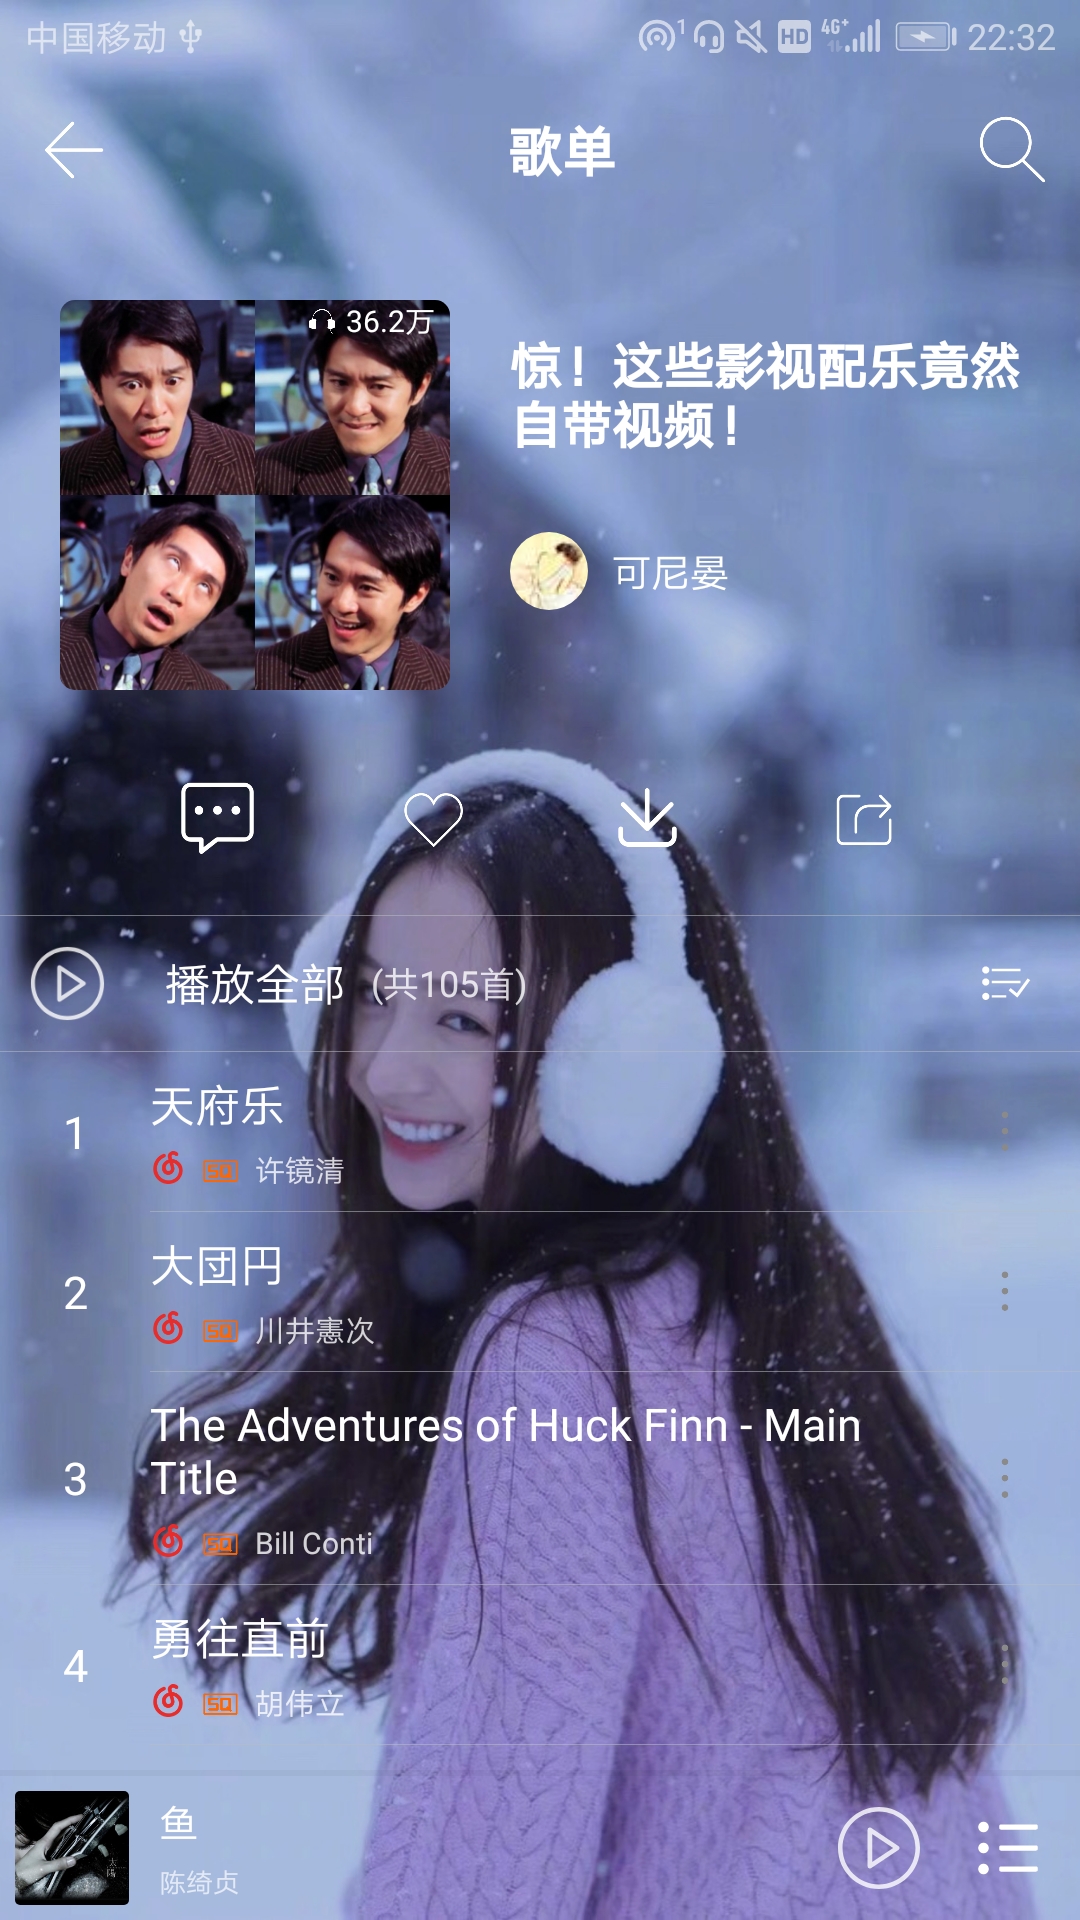 中国移动 1 HD 4G+ 22:32
歌单
36.2万
惊！这些影视配乐竟然
自带视频！
可尼晏
播放全部 (共105首)
1 天府乐
SQ 许镜清
2 大団円
SQ 川井憲次
3 The Adventures of Huck Finn - Main
Title
SQ Bill Conti
4 勇往直前
SQ 胡伟立
鱼
陈绮贞